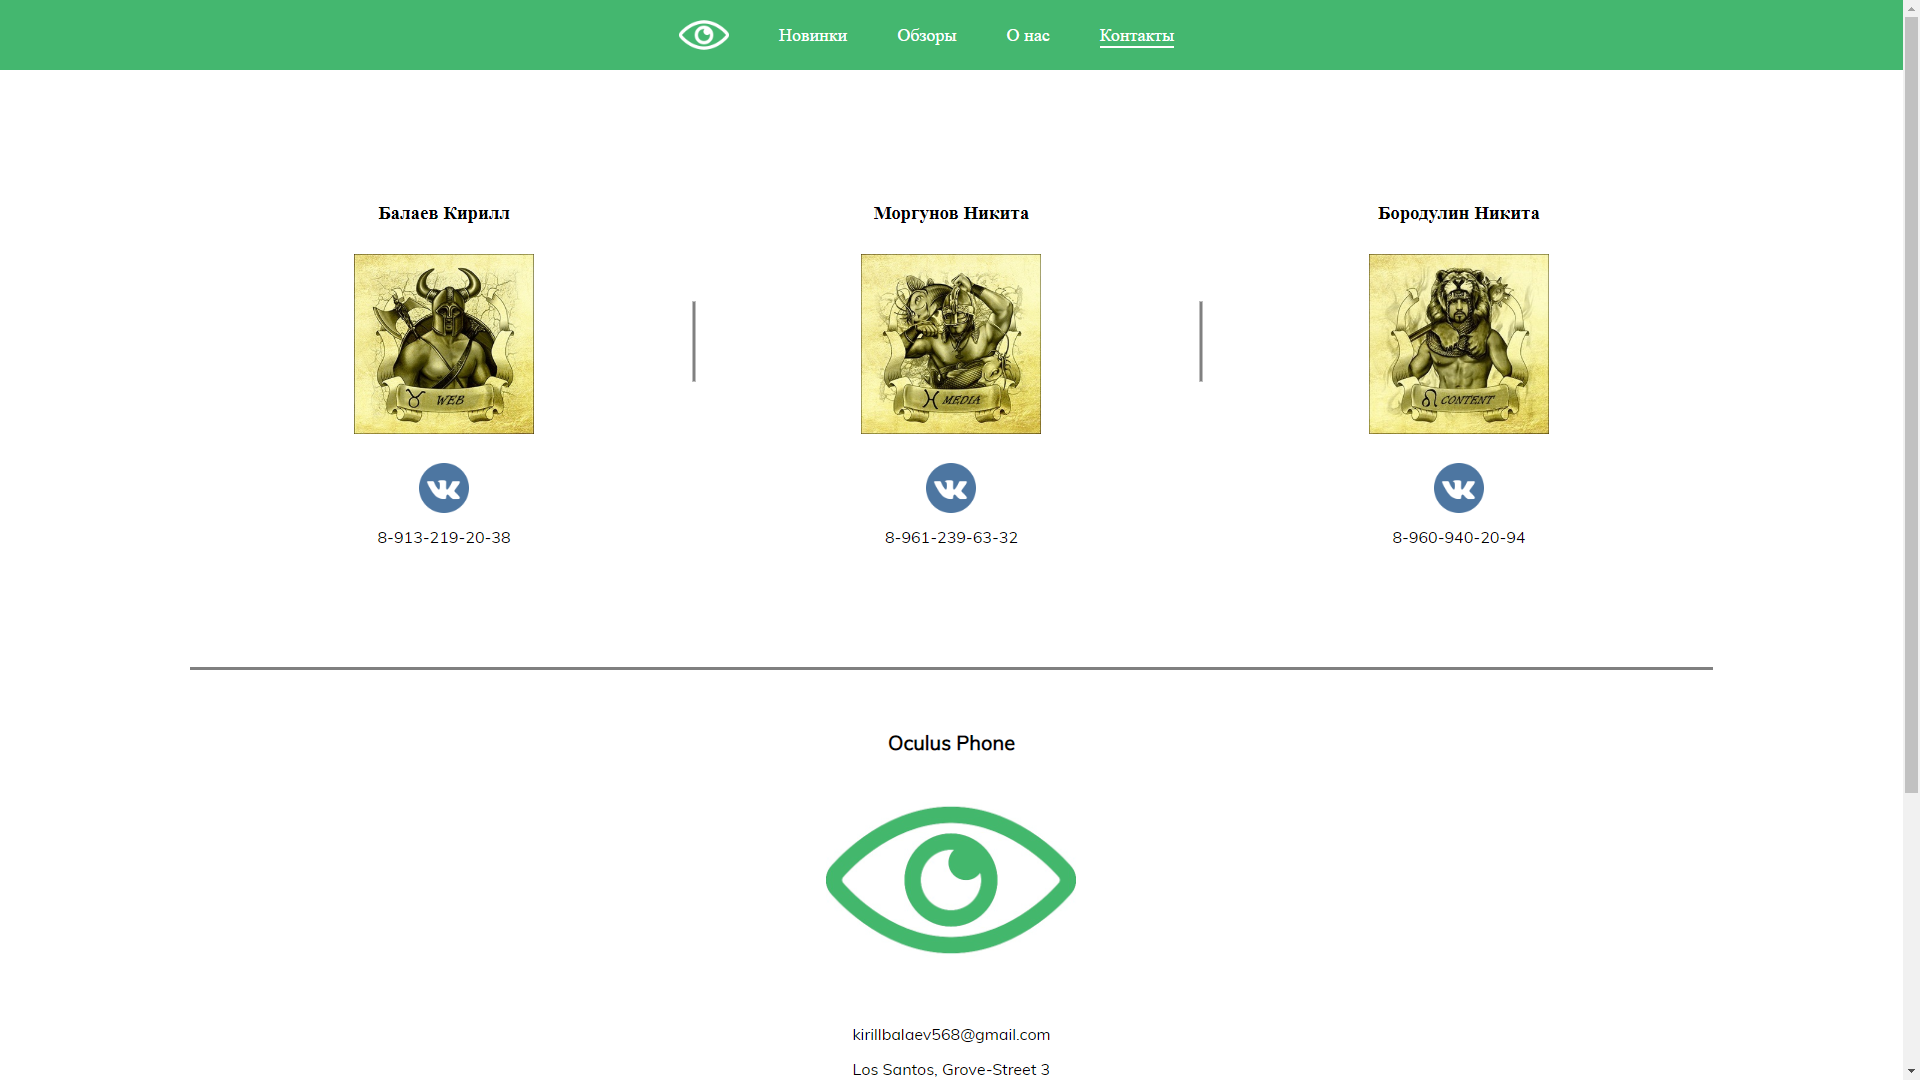 Новинки Обзоры О нас Контакты
Балаев Кирилл
Моргунов Никита
Бородулин Никита
WEB
MEDIA
CONTENT
8-913-219-20-38
8-961-239-63-32
8-960-940-20-94
Oculus Phone
kirillbalaev568@gmail.com
Los Santos, Grove-Street 3